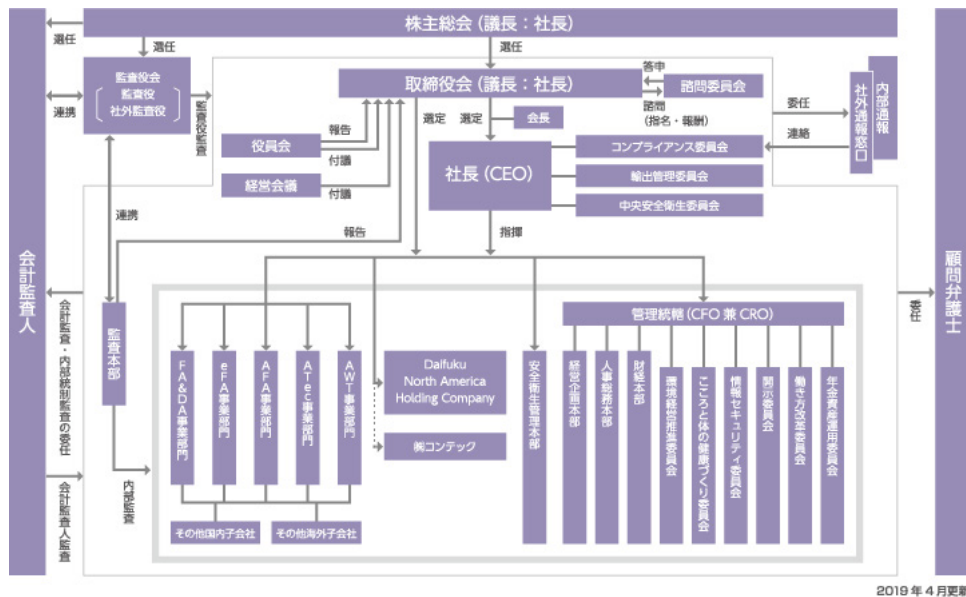 株主総会（議長：社長）
選任
選任
選任
監査役会
監査役
社外監査役
連携
監査役監査
取締役会（議長：社長）
答申
諮問
（指名・報酬）
諮問委員会
委任
連絡
社外通報窓口
内部通報
役員会
報告
付議
経営会議
付議
選定
選定
会長
社長（CEO）
コンプライアンス委員会
輸出管理委員会
中央安全衛生委員会
連携
報告
指揮
会計監査人
顧問弁護士
委任
会計監査・内部統制監査の委任
会計監査人監査
監査本部
内部監査
管理統轄（CFO 兼 CRO）
FA&DA事業部門
eFA事業部門
AFA事業部門
ATec事業部門
AWT事業部門
Daifuku
North America
Holding Company
㈱コンテック
安全衛生管理本部
経営企画本部
人事総務本部
財経本部
環境経営推進委員会
こころと体の健康づくり委員会
情報セキュリティ委員会
開示委員会
働き方改革委員会
年金資産運用委員会
その他国内子会社
その他海外子会社
2019 年 4 月更新